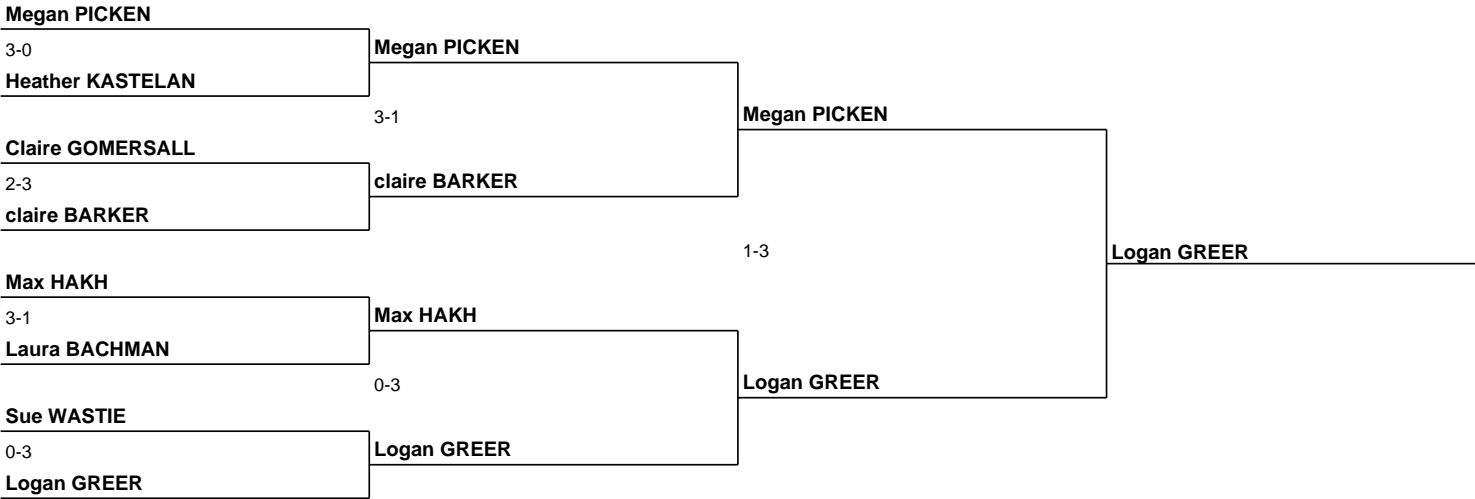 Megan PICKEN
3-0
Heather KASTELAN
Megan PICKEN
3-1
Claire GOMERSALL
2-3
claire BARKER
claire BARKER
Megan PICKEN
1-3
Logan GREER
Max HAKH
3-1
Laura BACHMAN
Max HAKH
0-3
Sue WASTIE
0-3
Logan GREER
Logan GREER
Logan GREER